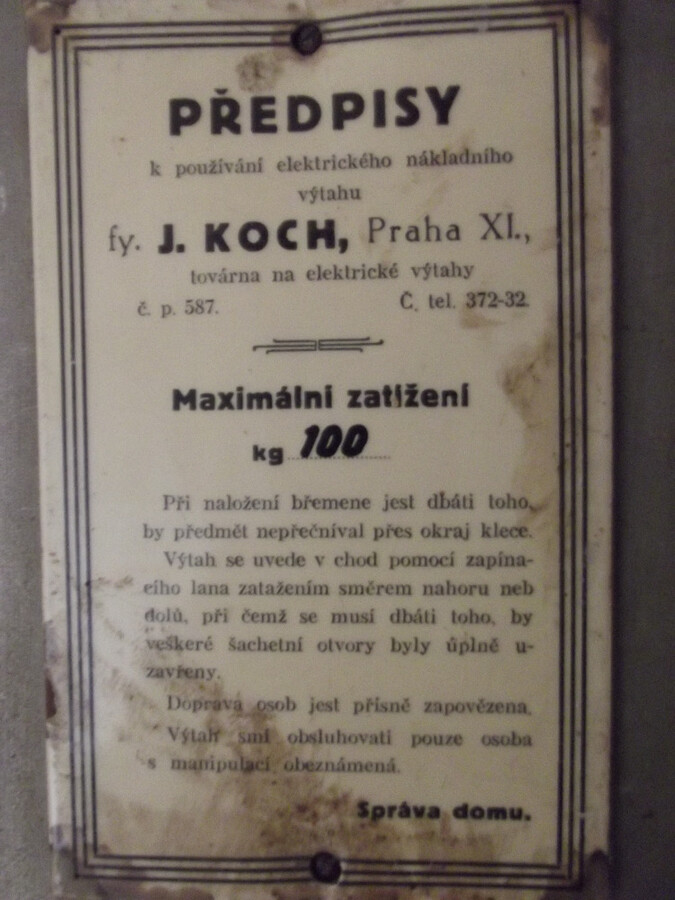 PŘEDPISY
k používání elektrického nákladního
výtahu
fy. J. KOCH, Praha XI.,
továrna na elektrické výtahy
č. p. 587. Č. tel. 372-32.
Maximální zatížení
kg 100
Při naložení břemene jest dbáti toho,
by předmět nepřečníval přes okraj klece.
Výtah se uvede v chod pomocí zapína-
cího lana zatažením směrem nahoru neb
dolů, při čemž se musí dbáti toho, by
veškeré šachetní otvory byly úplně u-
zavřeny.
Doprava osob jest přísně zapovězena.
Výtah smí obsluhovati pouze osoba
s manipulací obeznámená.
Správa domu.